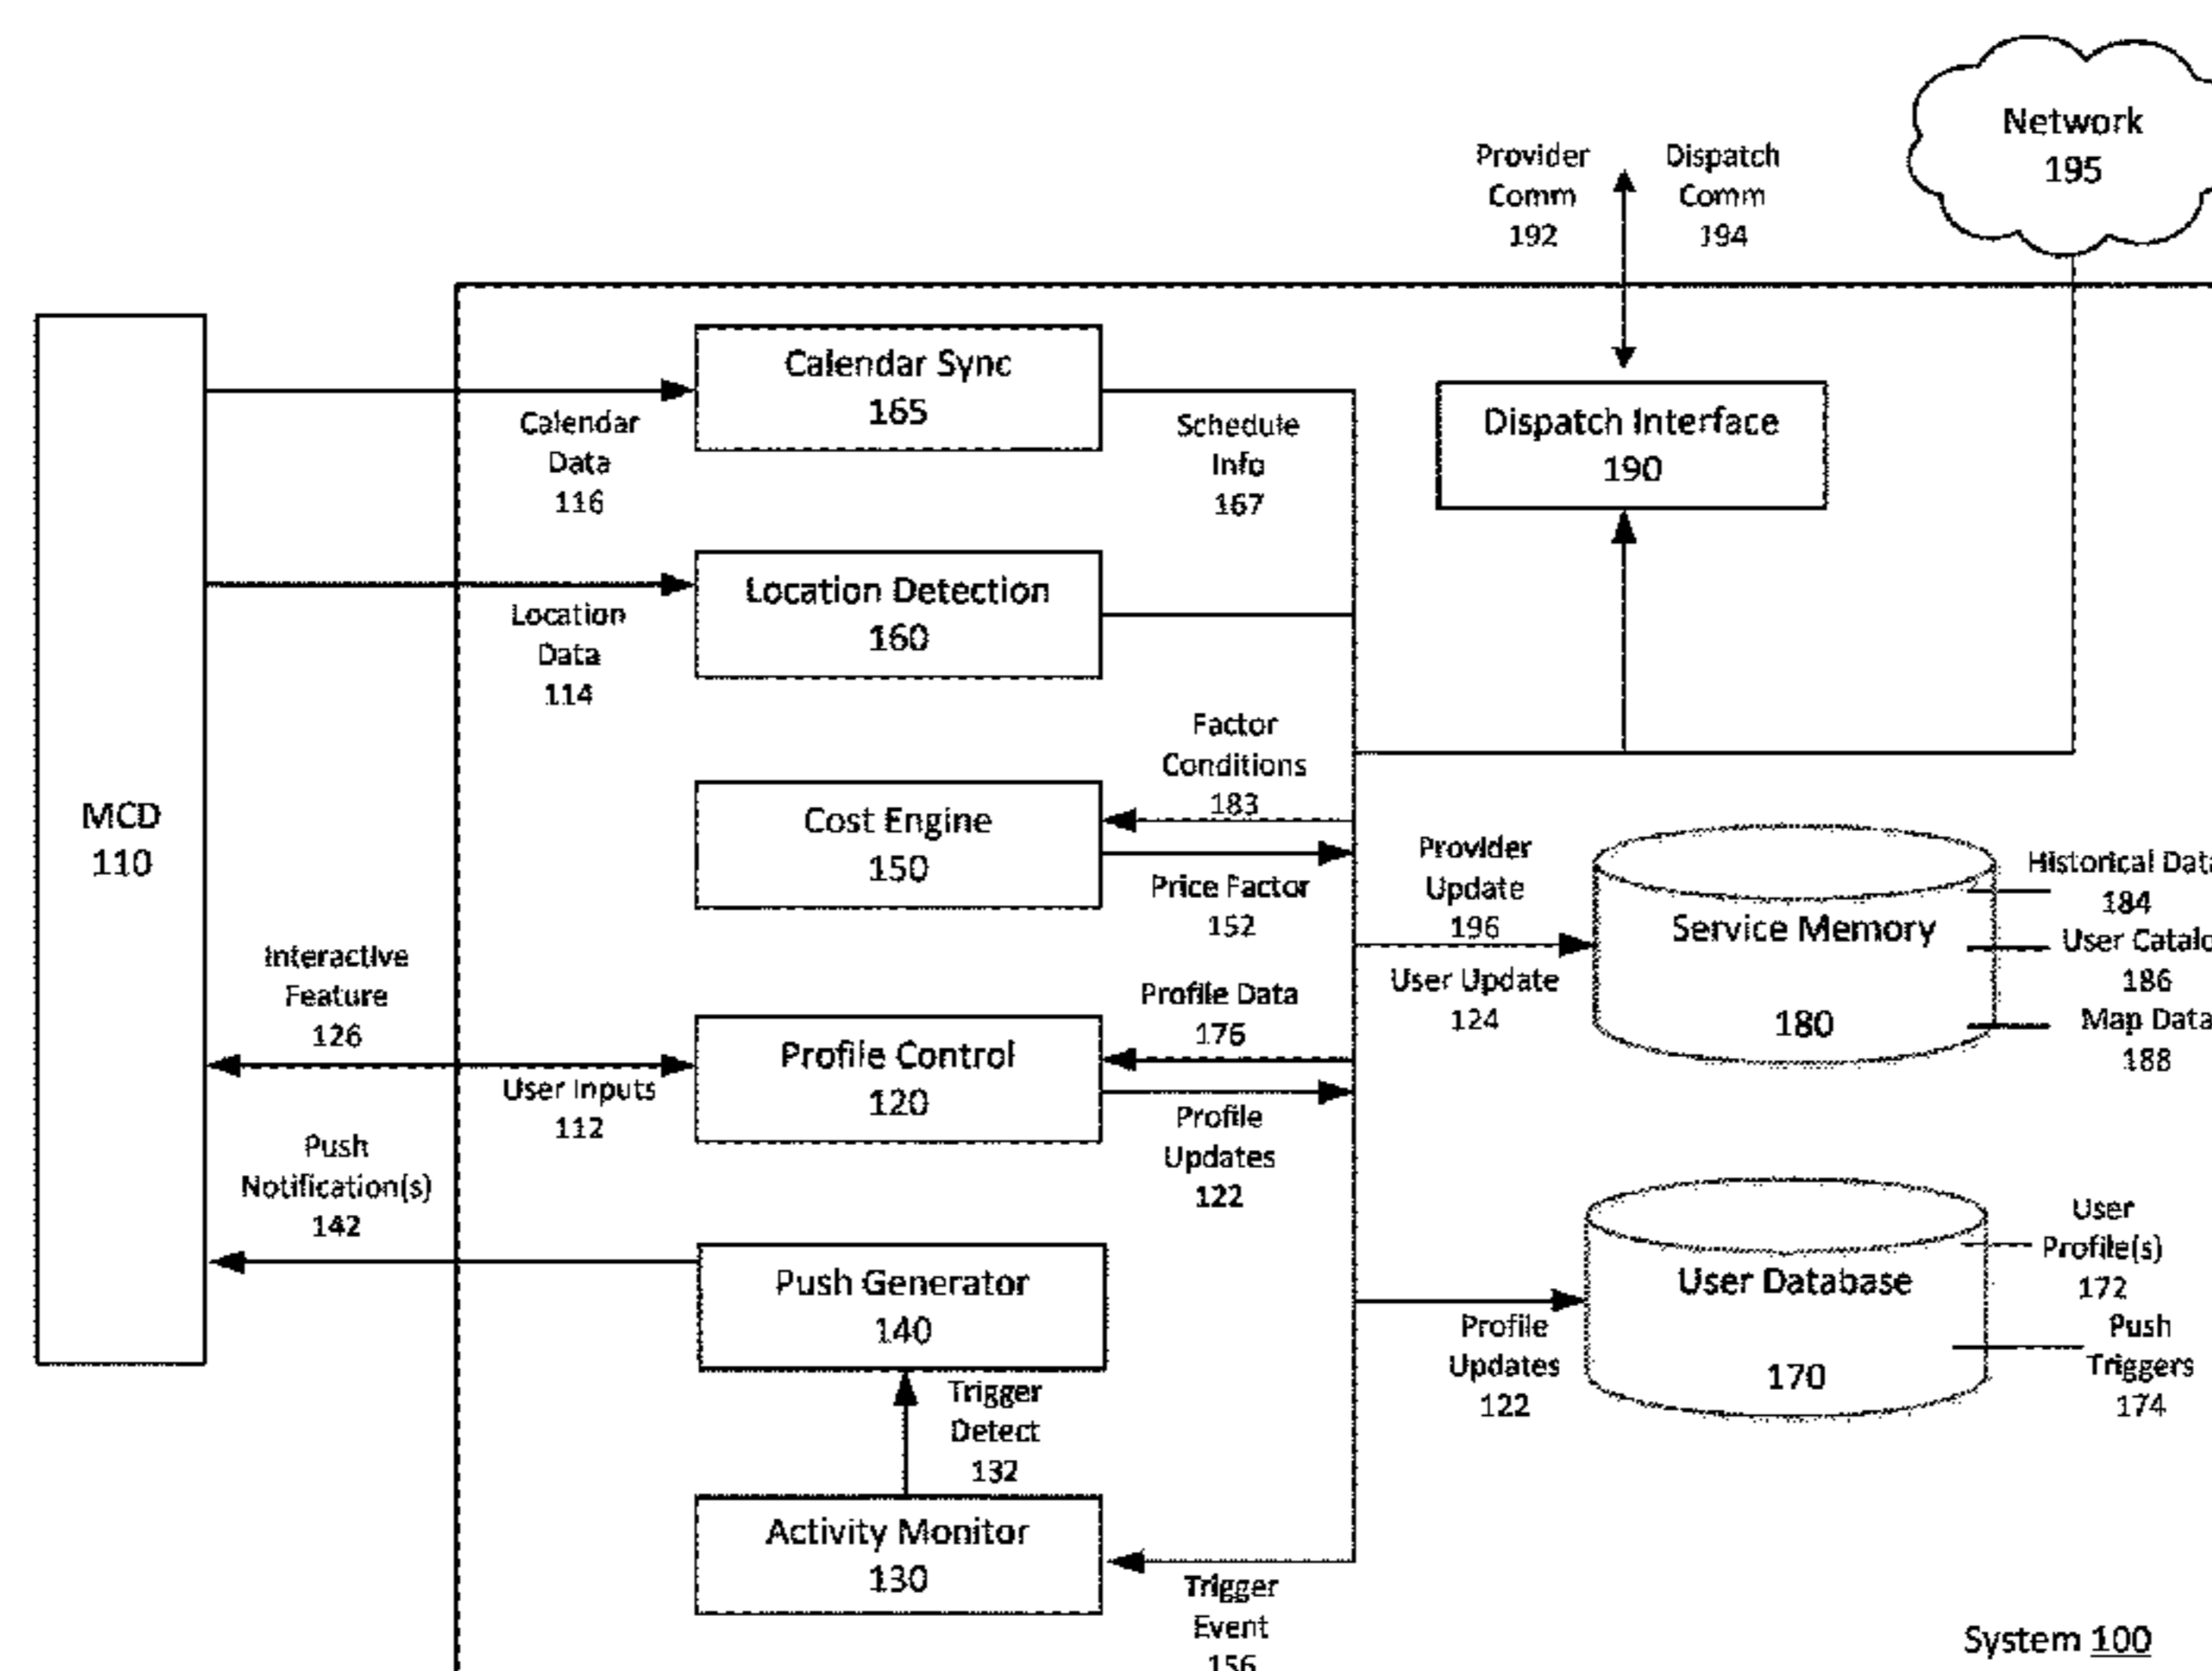 Network
195
Provider
Comm
192
Dispatch
Comm
194
Calendar Sync
165
Calendar
Data
116
Schedule
Info
167
Dispatch Interface
190
Location Detection
160
Location
Data
114
Factor
Conditions
183
MCD
110
Cost Engine
150
Price Factor
152
Provider
Update
196
User Update
124
Service Memory
180
Historical Data
184
User Catalo
186
Map Data
188
Interactive
Feature
126
User Inputs
112
Profile Control
120
Profile Data
176
Profile
Updates
122
Push
Notification(s)
142
Push Generator
140
Profile
Updates
122
User Database
170
User
Profile(s)
172
Push
Triggers
174
Trigger
Detect
132
Activity Monitor
130
Trigger
Event
156
System 100